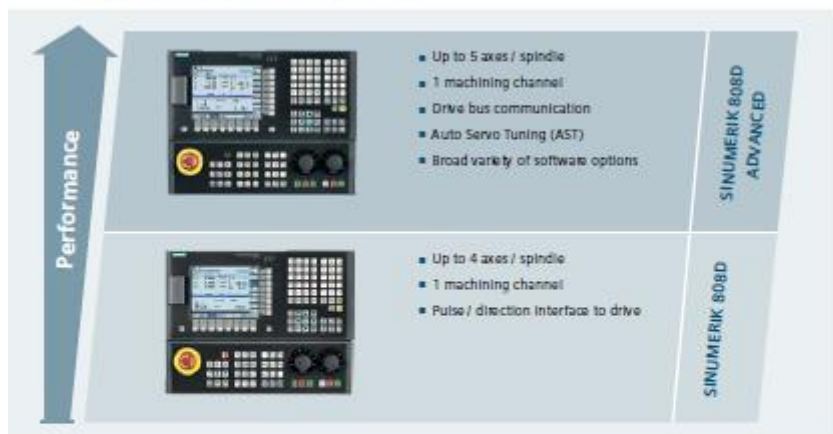 Performance
Up to 5 axes / spindle
1 machining channel
Drive bus communication
Auto Servo Tuning (AST)
Broad variety of software options
SINUMERIK 808D
ADVANCED
Up to 4 axes / spindle
1 machining channel
Pulse / direction interface to drive
SINUMERIK 808D